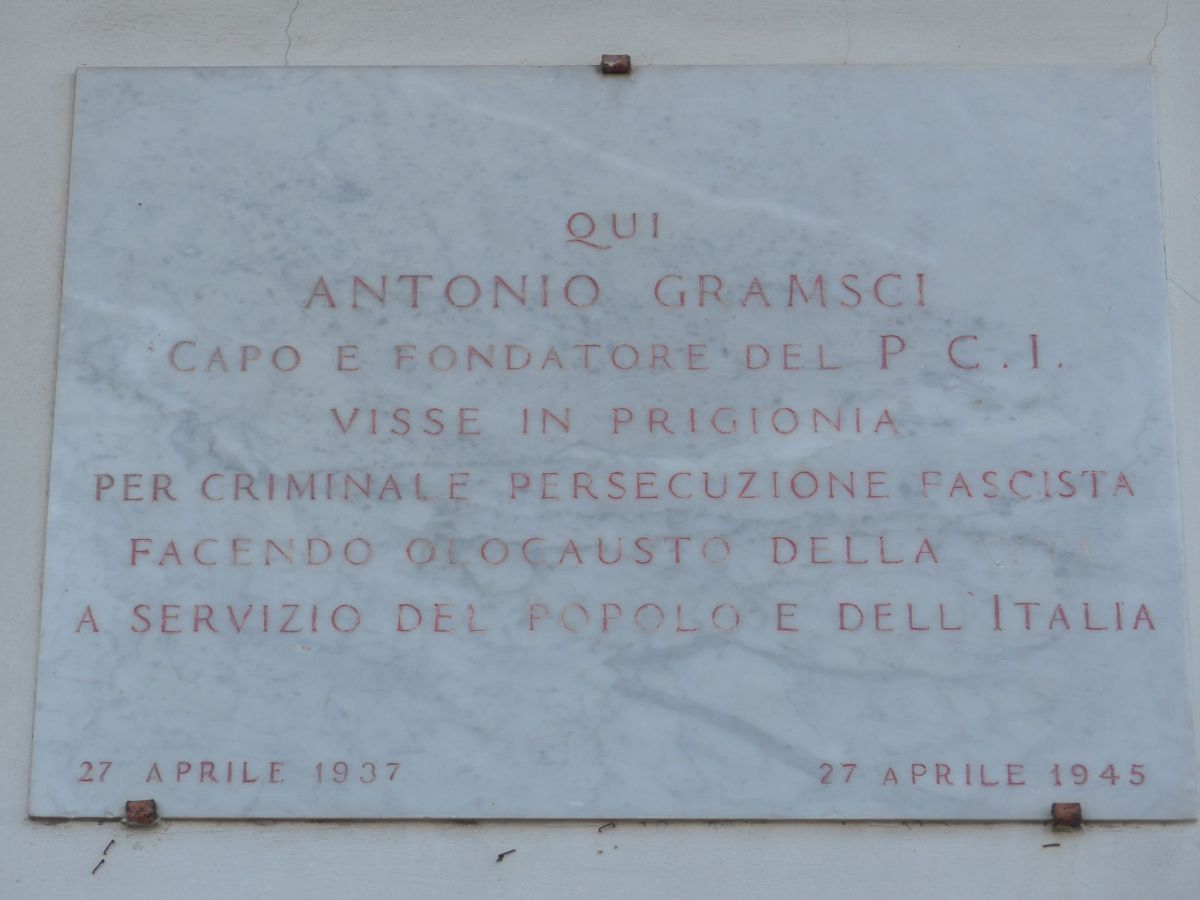 QUI
ANTONIO GRAMSCI
CAPO E FONDATORE DEL P C.I.
VISSE IN PRIGIONIA
PER CRIMINALE PERSECUZIONE FASCISTA
FACENDO OLOCAUSTO DELLA VITA
A SERVIZIO DEL POPOLO E DELL'ITALIA
27 APRILE 1937
27 APRILE 1945